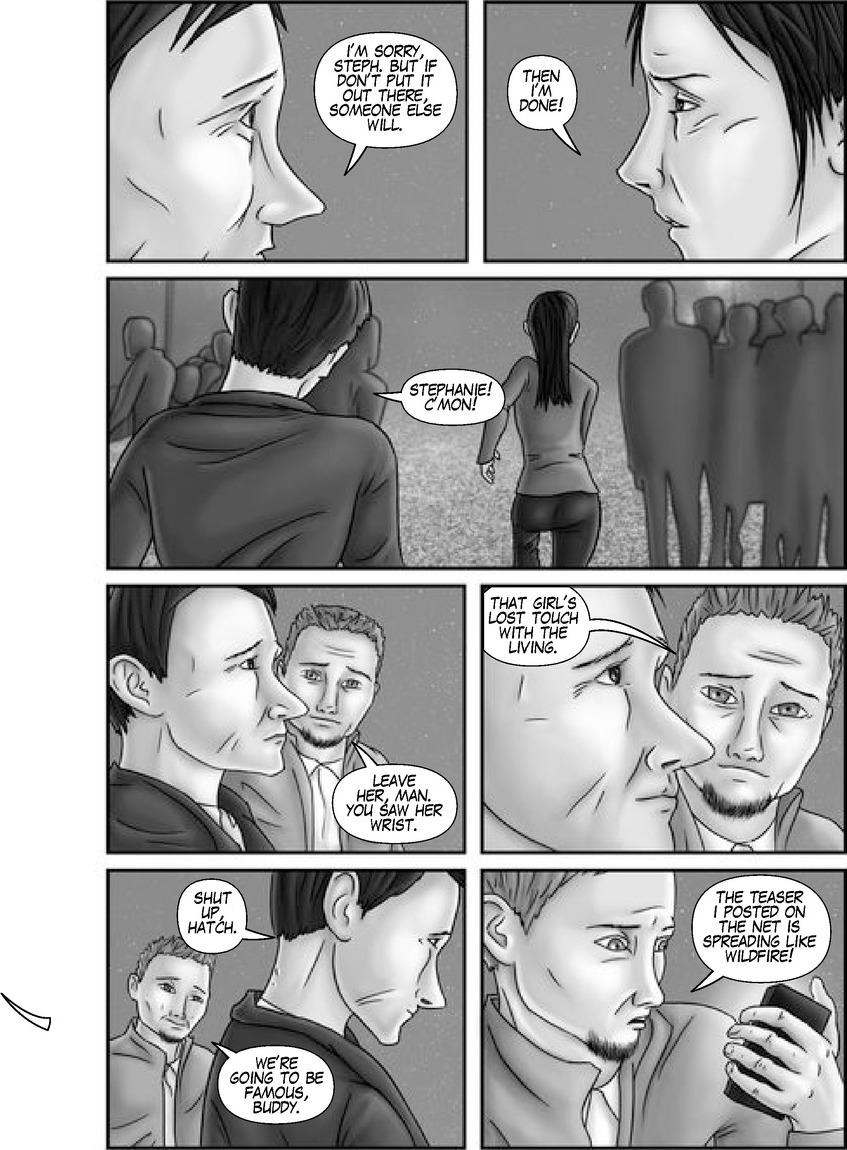 I'M SORRY,
STEPH. BUT IF
DON'T PUT IT
OUT THERE,
SOMEONE ELSE
WILL.
THEN
I'M
DONE!
STEPHANIE!
C'MON!
LEAVE
HER, MAN.
YOU SAW HER
WRIST.
THAT GIRL'S
LOST TOUCH
WITH THE
LIVING.
SHUT
UP,
HATCH.
WE'RE
GOING TO BE
FAMOUS,
BUDDY.
THE TEASER
I POSTED ON
THE NET IS
SPREADING LIKE
WILDFIRE!